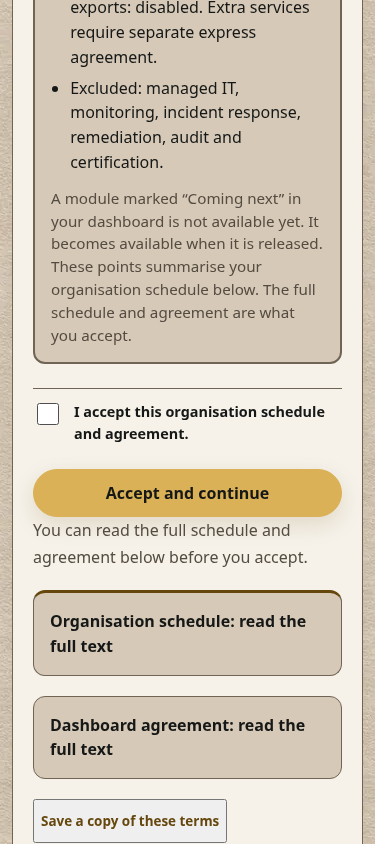 exports: disabled. Extra services
require separate express
agreement.
• Excluded: managed IT,
monitoring, incident response,
remediation, audit and
certification.
A module marked “Coming next” in
your dashboard is not available yet. It
becomes available when it is released.
These points summarise your
organisation schedule below. The full
schedule and agreement are what
you accept.
I accept this organisation schedule
and agreement.
Accept and continue
You can read the full schedule and
agreement below before you accept.
Organisation schedule: read the
full text
Dashboard agreement: read the
full text
Save a copy of these terms